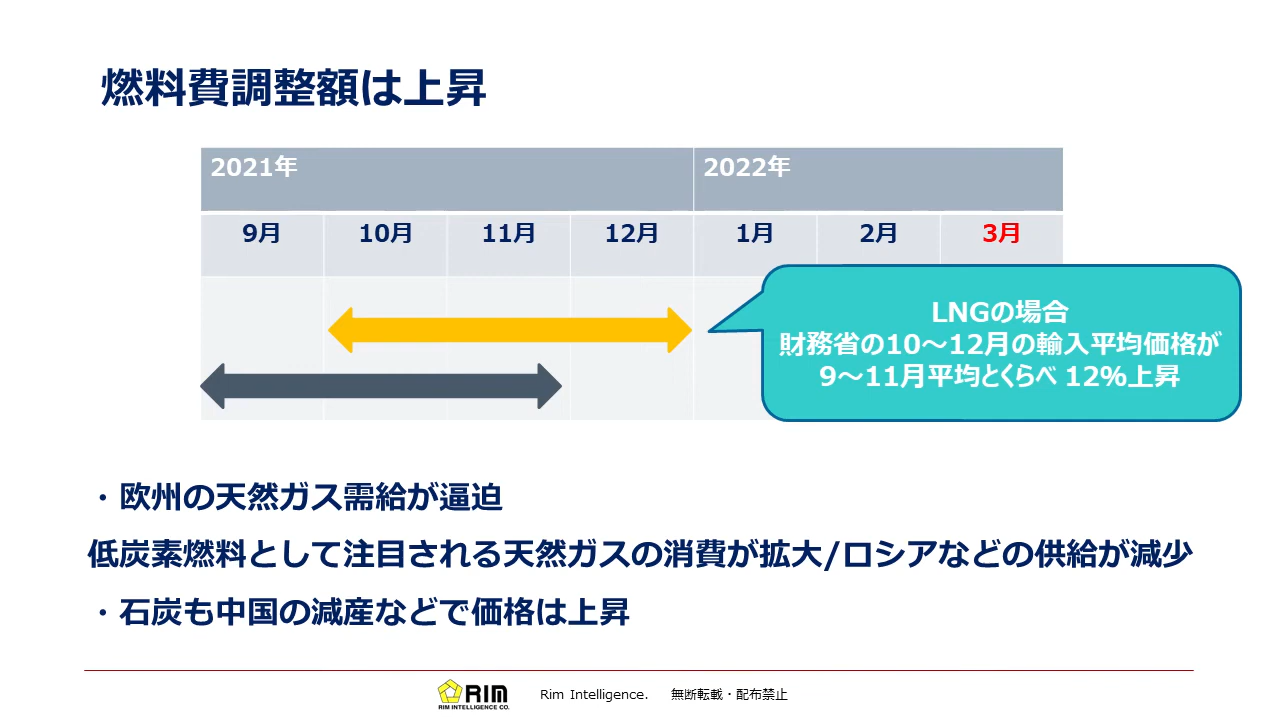 燃料費調整額は上昇
2021年
2022年
9月
10月
11月
12月
1月
2月
3月
LNGの場合
財務省の10～12月の輸入平均価格が
9～11月平均とくらべ 12%上昇
・欧州の天然ガス需給が逼迫
低炭素燃料として注目される天然ガスの消費が拡大/ロシアなどの供給が減少
・石炭も中国の減産などで価格は上昇
RIM
RIM INTELLIGENCE CO.
Rim Intelligence. 無断転載・配布禁止